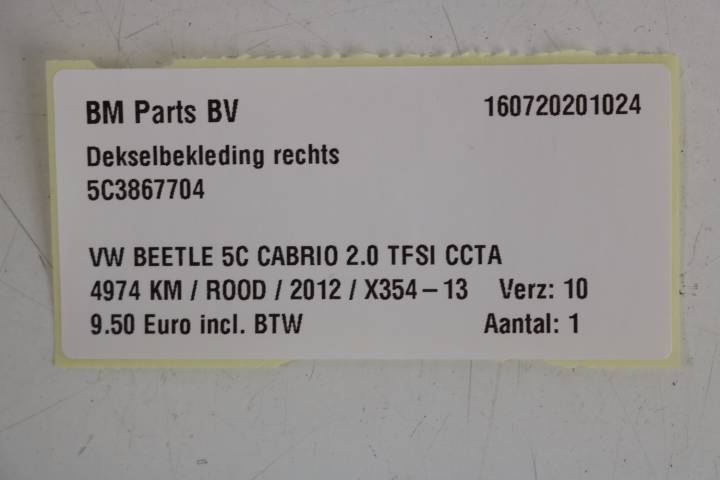 BM Parts BV 160720201024
Dekselbekleding rechts
5C3867704
VW BEETLE 5C CABRIO 2.0 TFSI CCTA
4974 KM / ROOD / 2012 / X354-13 Verz: 10
9.50 Euro incl. BTW Aantal: 1